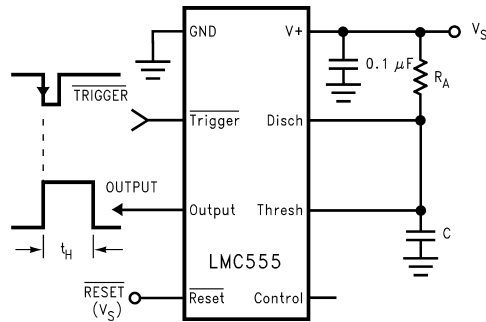 GND
V+
V_S
0.1 µF
R_A
TRIGGER
Trigger
Disch
OUTPUT
Output
Thresh
C
t_H
LMC555
RESET
(V_S)
Reset
Control